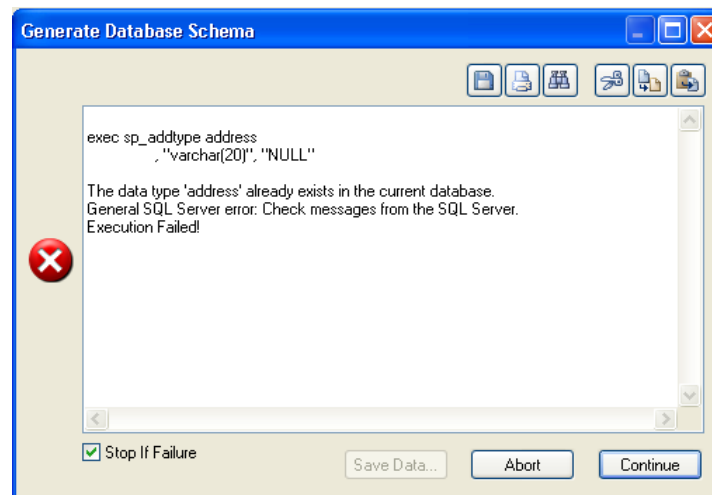 Generate Database Schema
exec sp_addtype address
, "varchar(20)", "NULL"
The data type 'address' already exists in the current database.
General SQL Server error: Check messages from the SQL Server.
Execution Failed!
Stop If Failure
Save Data...
Abort
Continue